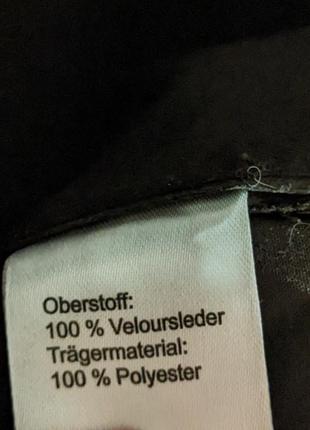 Oberstoff:
100 % Veloursleder
Trägermaterial:
100 % Polyester